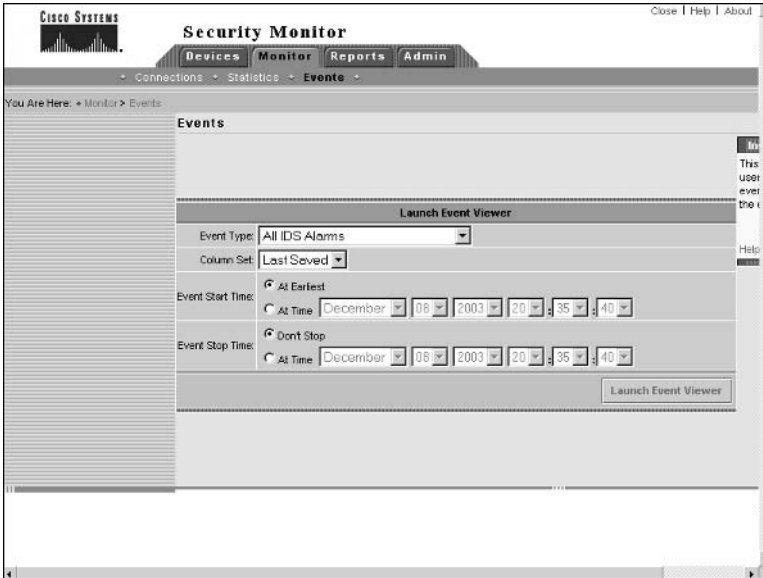 Close | Help | About
CISCO SYSTEMS
Security Monitor
Devices Monitor Reports Admin
Connections Statistics Events
You Are Here: Monitor > Events
Events
This
user
the
Help
Launch Event Viewer
Event Type: All IDS Alarms
Column Set: Last Saved
Event Start Time: At Earliest
At Time December 08 2003 20 : 35 : 40
Event Stop Time: Don't Stop
At Time December 08 2003 20 : 35 : 40
Launch Event Viewer